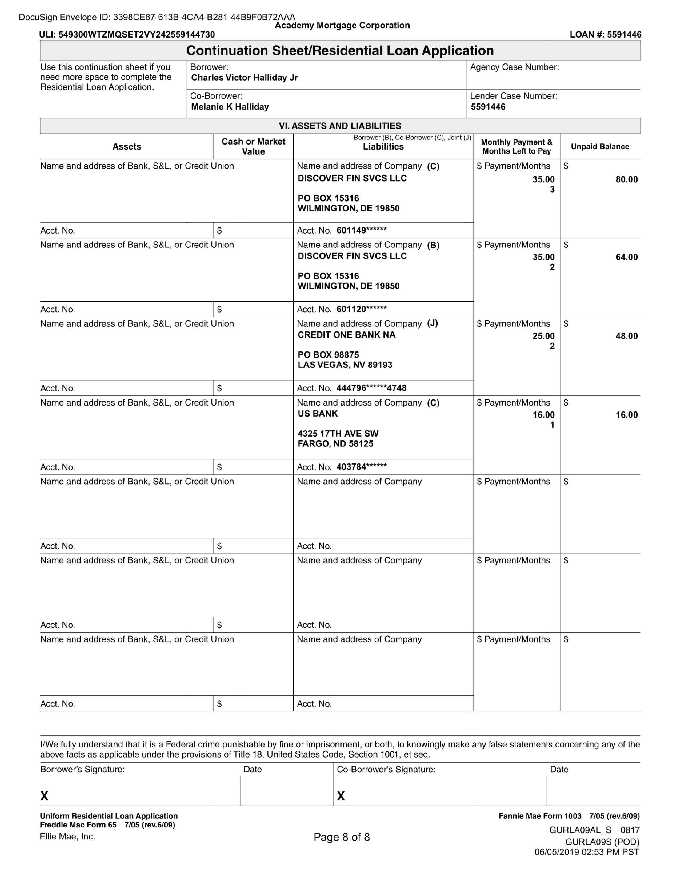 DocuSign Envelope ID: 3398CE87-613B-4CA4-B281-44B9F0B72AAA
Academy Mortgage Corporation
ULI: 549300WTZMQSET2VY242559144730 LOAN #: 5591446
Continuation Sheet/Residential Loan Application
Use this continuation sheet if you need more space to complete the Residential Loan Application.
Borrower:
Charles Victor Halliday Jr
Agency Case Number:
Co-Borrower:
Melanie K Halliday
Lender Case Number:
5591446
VI. ASSETS AND LIABILITIES
Borrower (B), Co-Borrower (C), Joint (J)
Assets Cash or Market Value Liabilities Monthly Payment & Months Left to Pay Unpaid Balance
Name and address of Bank, S&L, or Credit Union Name and address of Company (C) $ Payment/Months $
DISCOVER FIN SVCS LLC 35.00 80.00
3
PO BOX 15316
WILMINGTON, DE 19850
Acct. No. $ Acct. No. 601149******
Name and address of Bank, S&L, or Credit Union Name and address of Company (B) $ Payment/Months $
DISCOVER FIN SVCS LLC 35.00 64.00
2
PO BOX 15316
WILMINGTON, DE 19850
Acct. No. $ Acct. No. 601120******
Name and address of Bank, S&L, or Credit Union Name and address of Company (J) $ Payment/Months $
CREDIT ONE BANK NA 25.00 48.00
2
PO BOX 98875
LAS VEGAS, NV 89193
Acct. No. $ Acct. No. 444796******4748
Name and address of Bank, S&L, or Credit Union Name and address of Company (C) $ Payment/Months $
US BANK 16.00 16.00
1
4325 17TH AVE SW
FARGO, ND 58125
Acct. No. $ Acct. No. 403784******
Name and address of Bank, S&L, or Credit Union Name and address of Company $ Payment/Months $
Acct. No. $ Acct. No.
Name and address of Bank, S&L, or Credit Union Name and address of Company $ Payment/Months $
Acct. No. $ Acct. No.
Name and address of Bank, S&L, or Credit Union Name and address of Company $ Payment/Months $
Acct. No. $ Acct. No.
I/We fully understand that it is a Federal crime punishable by fine or imprisonment, or both, to knowingly make any false statements concerning any of the
above facts as applicable under the provisions of Title 18, United States Code, Section 1001, et seq.
Borrower's Signature: Date Co-Borrower's Signature: Date
X X
Uniform Residential Loan Application
Freddie Mac Form 65 7/05 (rev.6/09)
Ellie Mae, Inc.
Page 8 of 8
Fannie Mae Form 1003 7/05 (rev.6/09)
GURLA09AL_S 0817
GURLA09S (POD)
06/05/2019 02:53 PM PST